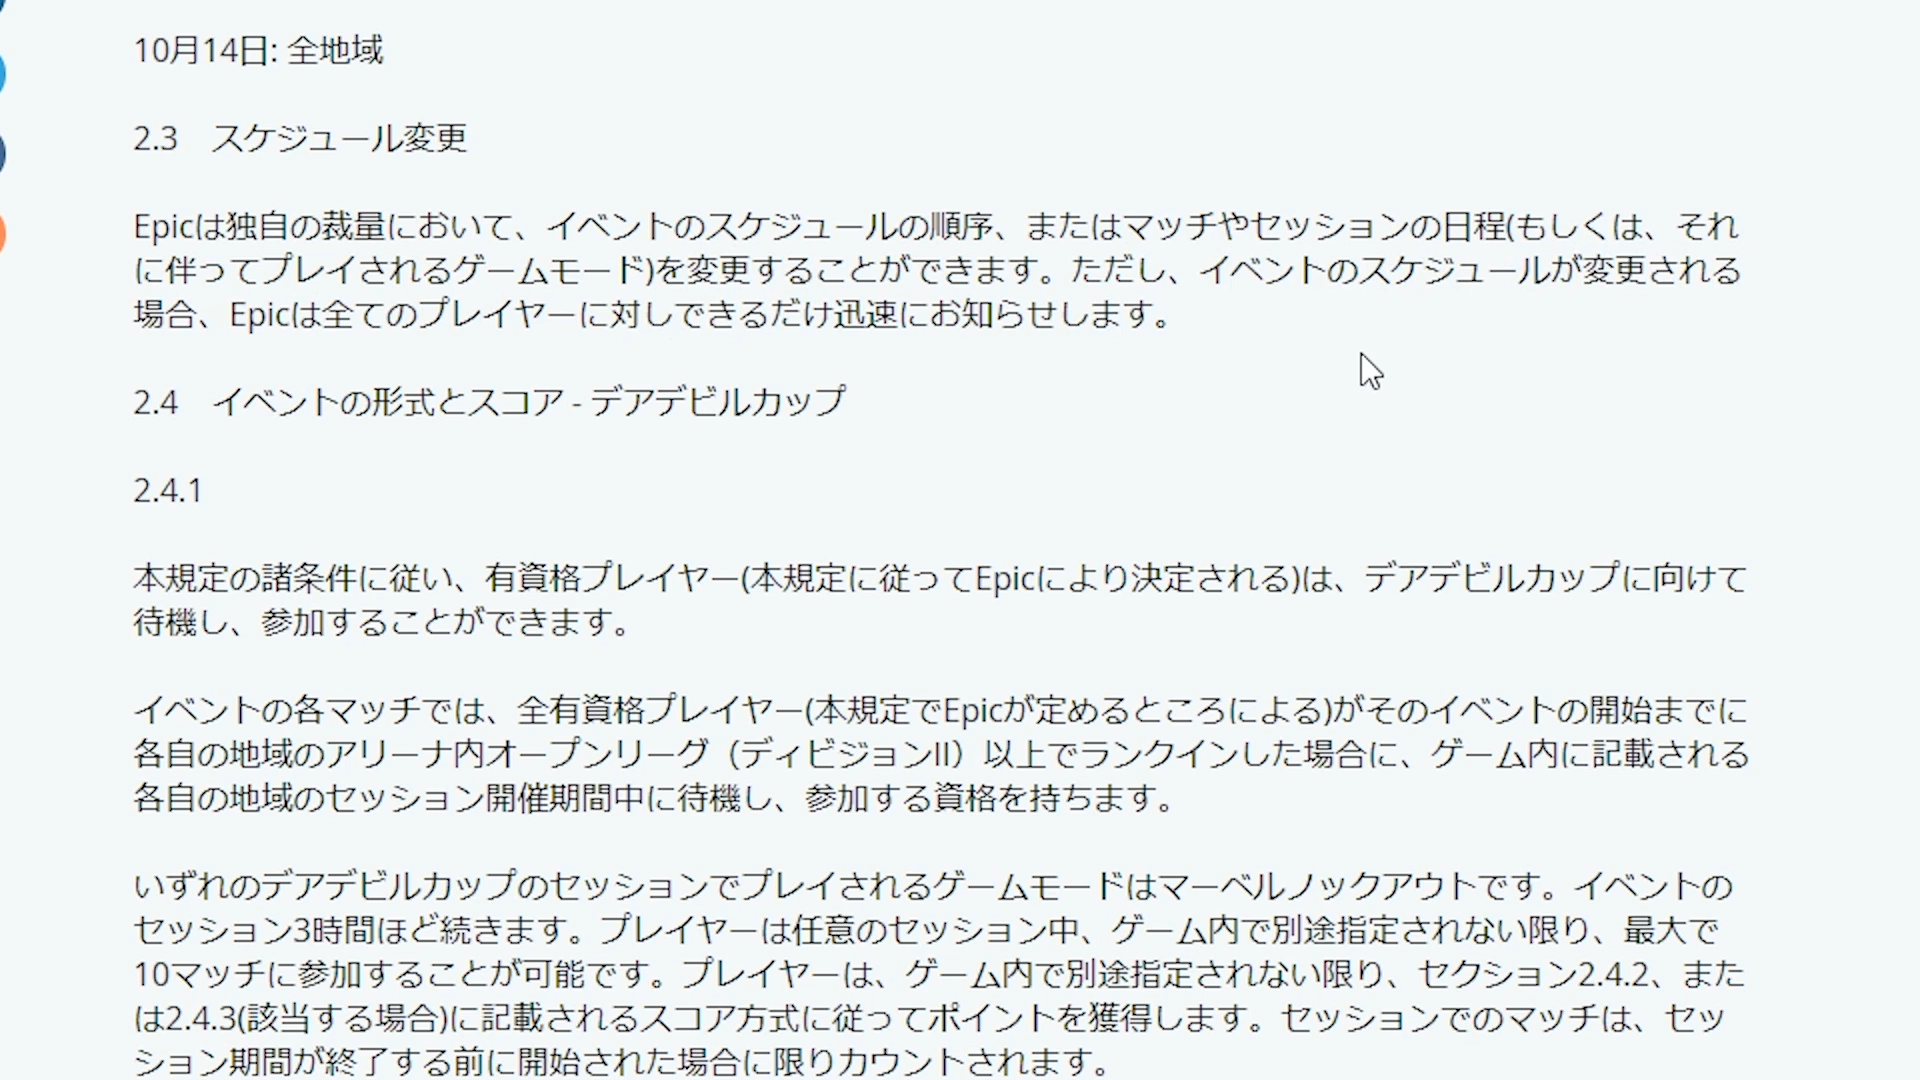 10月14日: 全地域
2.3　スケジュール変更
Epicは独自の裁量において、イベントのスケジュールの順序、またはマッチやセッションの日程(もしくは、それ
に伴ってプレイされるゲームモード)を変更することができます。ただし、イベントのスケジュールが変更される
場合、Epicは全てのプレイヤーに対しできるだけ迅速にお知らせします。
2.4　イベントの形式とスコア - デアデビルカップ
2.4.1
本規定の諸条件に従い、有資格プレイヤー(本規定に従ってEpicにより決定される)は、デアデビルカップに向けて
待機し、参加することができます。
イベントの各マッチでは、全有資格プレイヤー(本規定でEpicが定めるところによる)がそのイベントの開始までに
各自の地域のアリーナ内オープンリーグ（ディビジョンII）以上でランクインした場合に、ゲーム内に記載される
各自の地域のセッション開催期間中に待機し、参加する資格を持ちます。
いずれのデアデビルカップのセッションでプレイされるゲームモードはマーベルノックアウトです。イベントの
セッション3時間ほど続きます。プレイヤーは任意のセッション中、ゲーム内で別途指定されない限り、最大で
10マッチに参加することが可能です。プレイヤーは、ゲーム内で別途指定されない限り、セクション2.4.2、また
は2.4.3(該当する場合)に記載されるスコア方式に従ってポイントを獲得します。セッションでのマッチは、セッ
ション期間が終了する前に開始された場合に限りカウントされます。